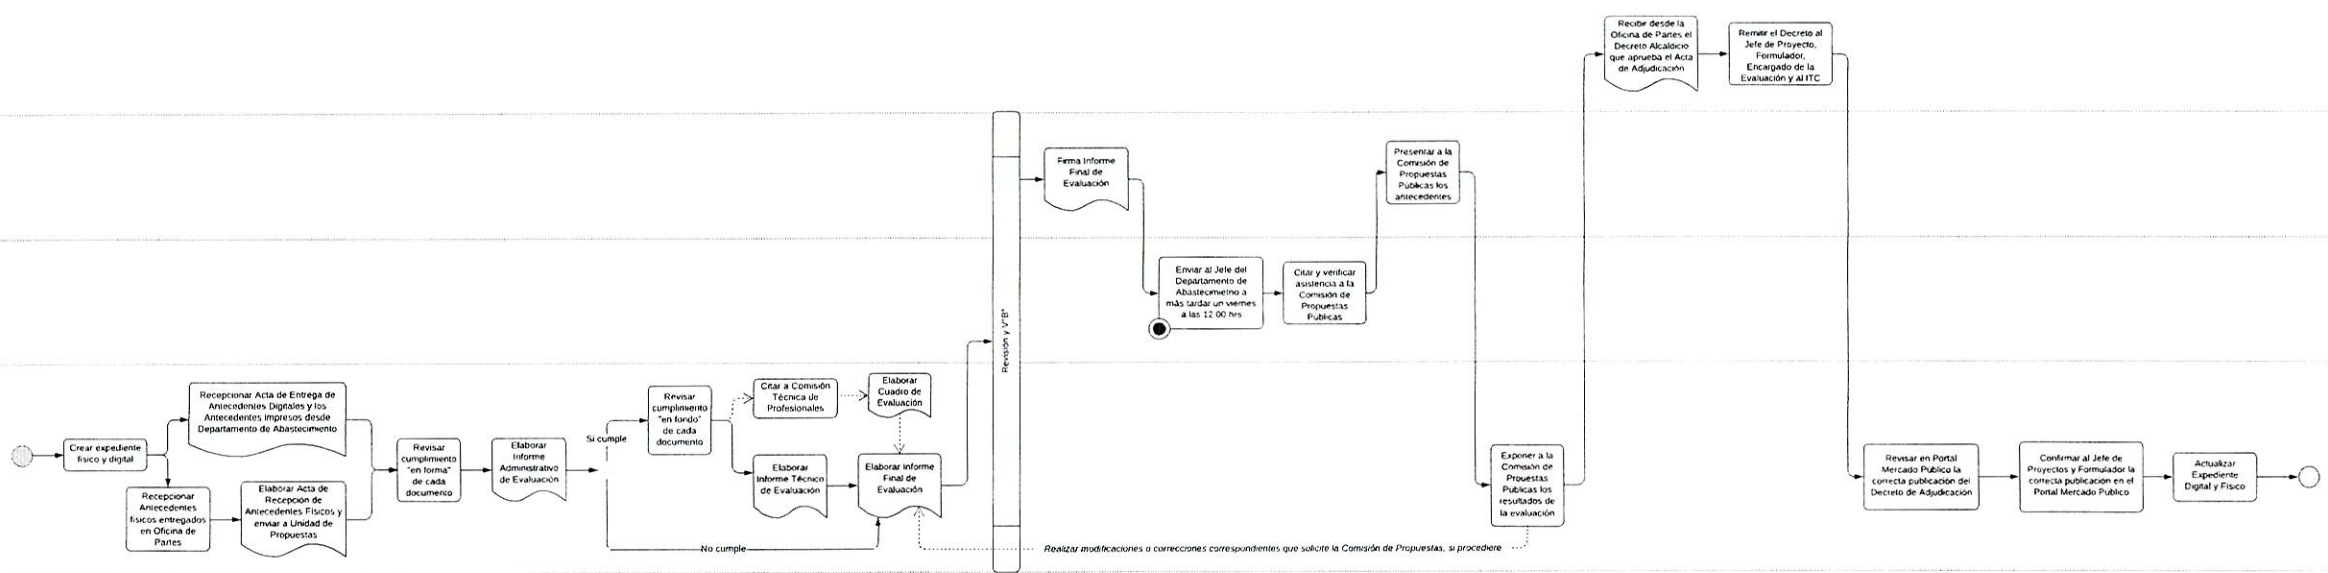 Crear expediente
físico y digital
Recepcionar Acta de Entrega de
Antecedentes Digitales y los
Antecedentes Impresos desde
Departamento de Abastecimiento
Recepcionar
Antecedentes
físicos entregados
en Oficina de
Partes
Elaborar Acta de
Recepción de
Antecedentes Físicos y
enviar a Unidad de
Propuestas
Revisar
cumplimiento
"en forma"
de cada
documento
Elaborar
Informe
Administrativo
de Evaluación
Si cumple
No cumple
Revisar
cumplimiento
"en fondo"
de cada
documento
Citar a Comisión
Técnica de
Profesionales
Elaborar
Cuadro de
Evaluación
Elaborar
Informe Técnico
de Evaluación
Elaborar Informe
Final de
Evaluación
Revisión y V°B°
Firma Informe
Final de
Evaluación
Enviar al Jefe del
Departamento de
Abastecimietno a
más tardar un viernes
a las 12:00 hrs
Citar y verificar
asistencia a la
Comisión de
Propuestas
Públicas
Presentar a la
Comisión de
Propuestas
Públicas los
antecedentes
Exponer a la
Comisión de
Prouestas
Públicas los
resultados de
la evaluación
Realizar modificaciones o correcciones correspondientes que solicite la Comisión de Propuestas, si procediere
Recibir desde la
Oficina de Partes el
Decreto Alcaldicio
que aprueba el Acta
de Adjudicación
Remitir el Decreto al
Jefe de Proyecto,
Formulador,
Encargado de la
Evaluación y al ITC
Revisar en Portal
Mercado Público la
correcta publicación del
Decreto de Adjudicación
Confirmar al Jefe de
Proyectos y Formulador la
correcta publicación en el
Portal Mercado Público
Actualizar
Expediente
Digital y Físico